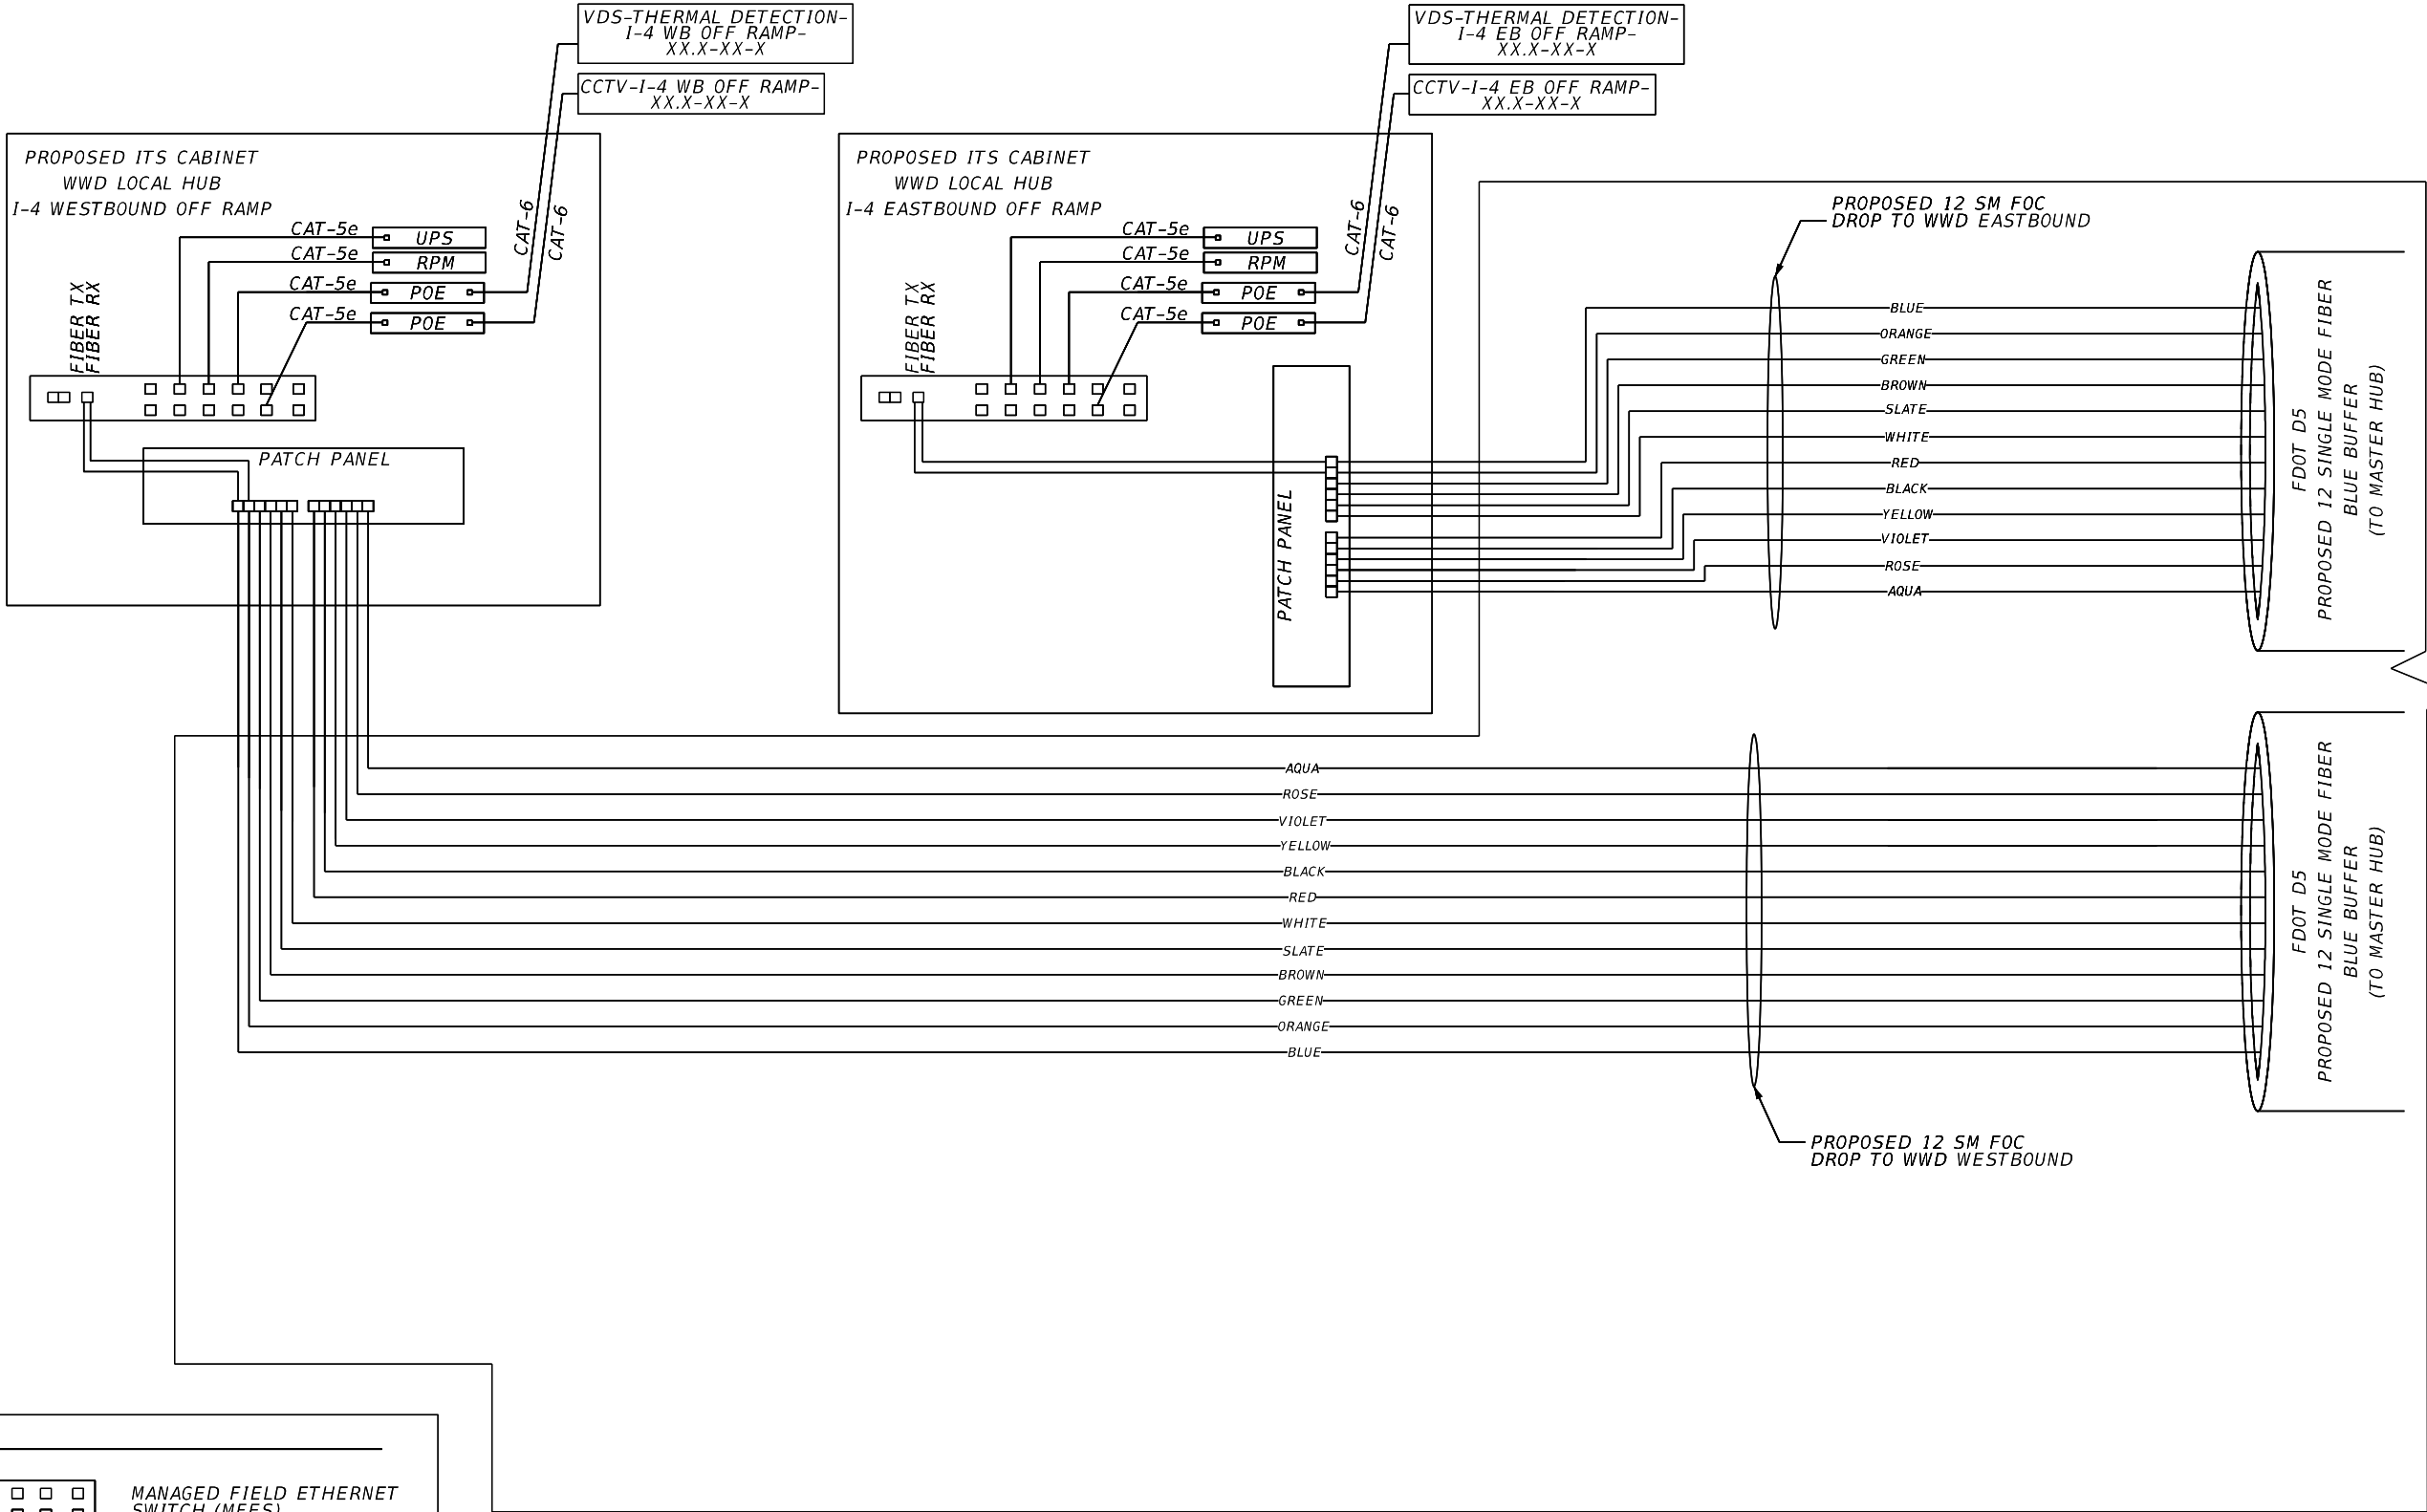 VDS-THERMAL DETECTION-
I-4 WB OFF RAMP-
XX.X-XX-X
CCTV-I-4 WB OFF RAMP-
XX.X-XX-X
VDS-THERMAL DETECTION-
I-4 EB OFF RAMP-
XX.X-XX-X
CCTV-I-4 EB OFF RAMP-
XX.X-XX-X
PROPOSED ITS CABINET
WWD LOCAL HUB
I-4 WESTBOUND OFF RAMP
CAT-5e
UPS
CAT-5e
RPM
CAT-5e
POE
CAT-5e
POE
CAT-6
CAT-6
FIBER TX
FIBER RX
PATCH PANEL
PROPOSED ITS CABINET
WWD LOCAL HUB
I-4 EASTBOUND OFF RAMP
CAT-5e
UPS
CAT-5e
RPM
CAT-5e
POE
CAT-5e
POE
CAT-6
CAT-6
FIBER TX
FIBER RX
PATCH PANEL
PROPOSED 12 SM FOC
DROP TO WWD EASTBOUND
BLUE
ORANGE
GREEN
BROWN
SLATE
WHITE
RED
BLACK
YELLOW
VIOLET
ROSE
AQUA
FDOT D5
PROPOSED 12 SINGLE MODE FIBER
BLUE BUFFER
(TO MASTER HUB)
AQUA
ROSE
VIOLET
YELLOW
BLACK
RED
WHITE
SLATE
BROWN
GREEN
ORANGE
BLUE
FDOT D5
PROPOSED 12 SINGLE MODE FIBER
BLUE BUFFER
(TO MASTER HUB)
PROPOSED 12 SM FOC
DROP TO WWD WESTBOUND
MANAGED FIELD ETHERNET
SWITCH (MFES)